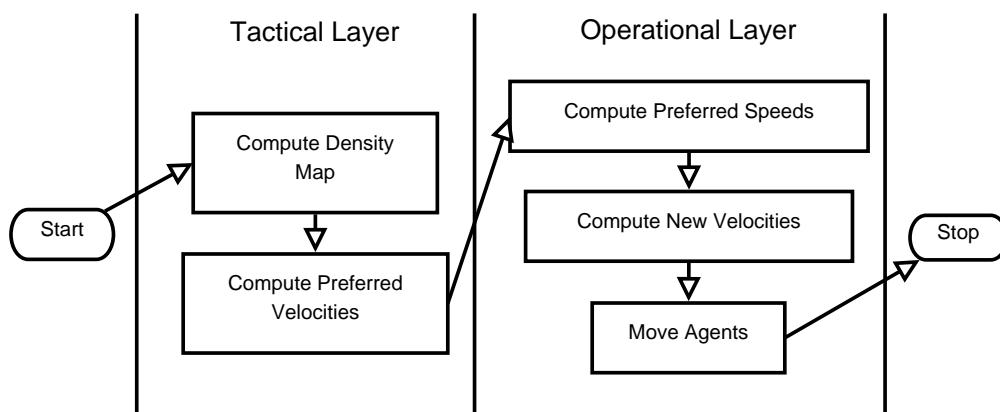 Tactical Layer
Operational Layer
Start
Compute Density
Map
Compute Preferred
Velocities
Compute Preferred Speeds
Compute New Velocities
Move Agents
Stop